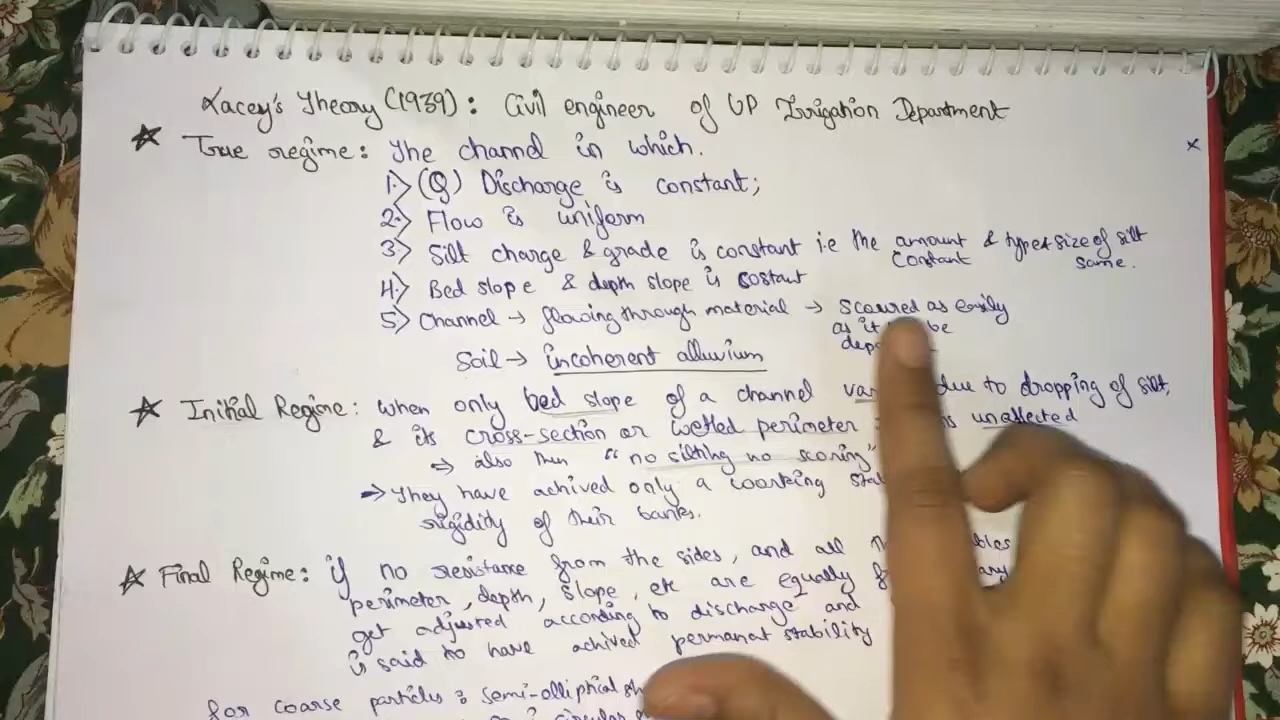 Lacey's Theory (1939): Civil engineer of UP Irrigation Department
True regime: The channel in which.
1.> (Q) Discharge is constant;
2.> Flow is uniform
3.> Silt charge & grade is constant i.e the amount & type & size of silt
constant same.
4.> Bed slope & depth slope is costant
5.> Channel → flowing through material → scoured as easily
as it be
Soil → incoherent alluvium
Initial Regime: when only bed slope of a channel due to dropping of silt,
& its cross-section or wetted perimeter unaffected
⇒ also then "no silting no scoring"
→ They have achived only a working
rigidity of their banks.
Final Regime: if no resistance from the sides, and all
perimeter, depth, slope, etc are equally
get adjusted according to discharge and
is said to have achived permanat stability
for coarse particles : semi-olliptical